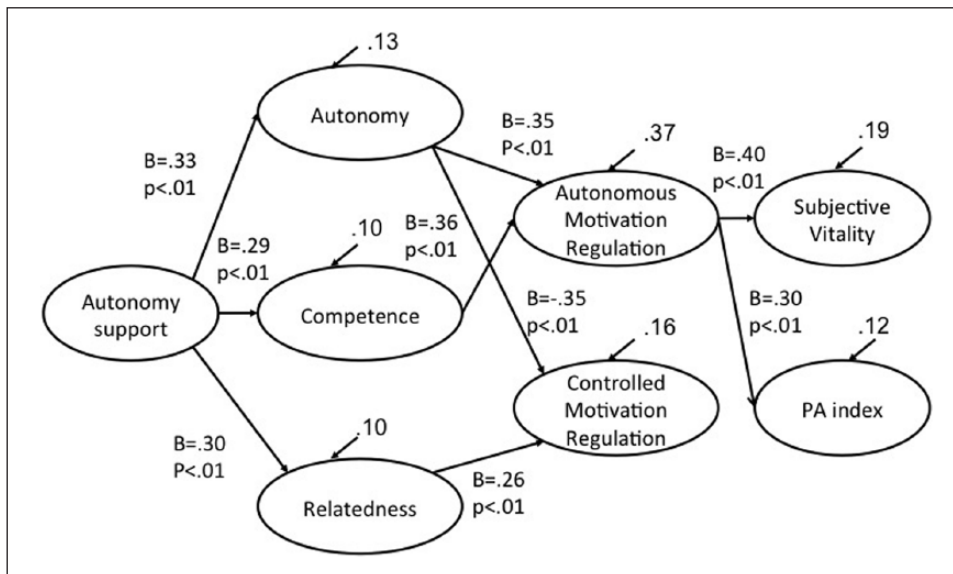 .13
Autonomy
B=.33
p<.01
B=.35
P<.01
.37
Autonomous
Motivation
Regulation
B=.40
p<.01
.19
Subjective
Vitality
B=.29
p<.01
.10
B=.36
p<.01
Autonomy
support
Competence
B=-.35
p<.01
B=.30
p<.01
.16
.12
Controlled
Motivation
Regulation
PA index
B=.30
P<.01
.10
Relatedness
B=.26
p<.01